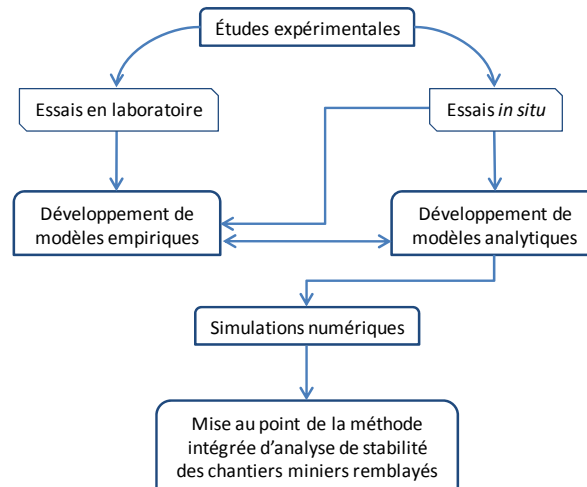 Études expérimentales
Essais en laboratoire
Essais in situ
Développement de
modèles empiriques
Développement de
modèles analytiques
Simulations numériques
Mise au point de la méthode
intégrée d'analyse de stabilité
des chantiers miniers remblayés